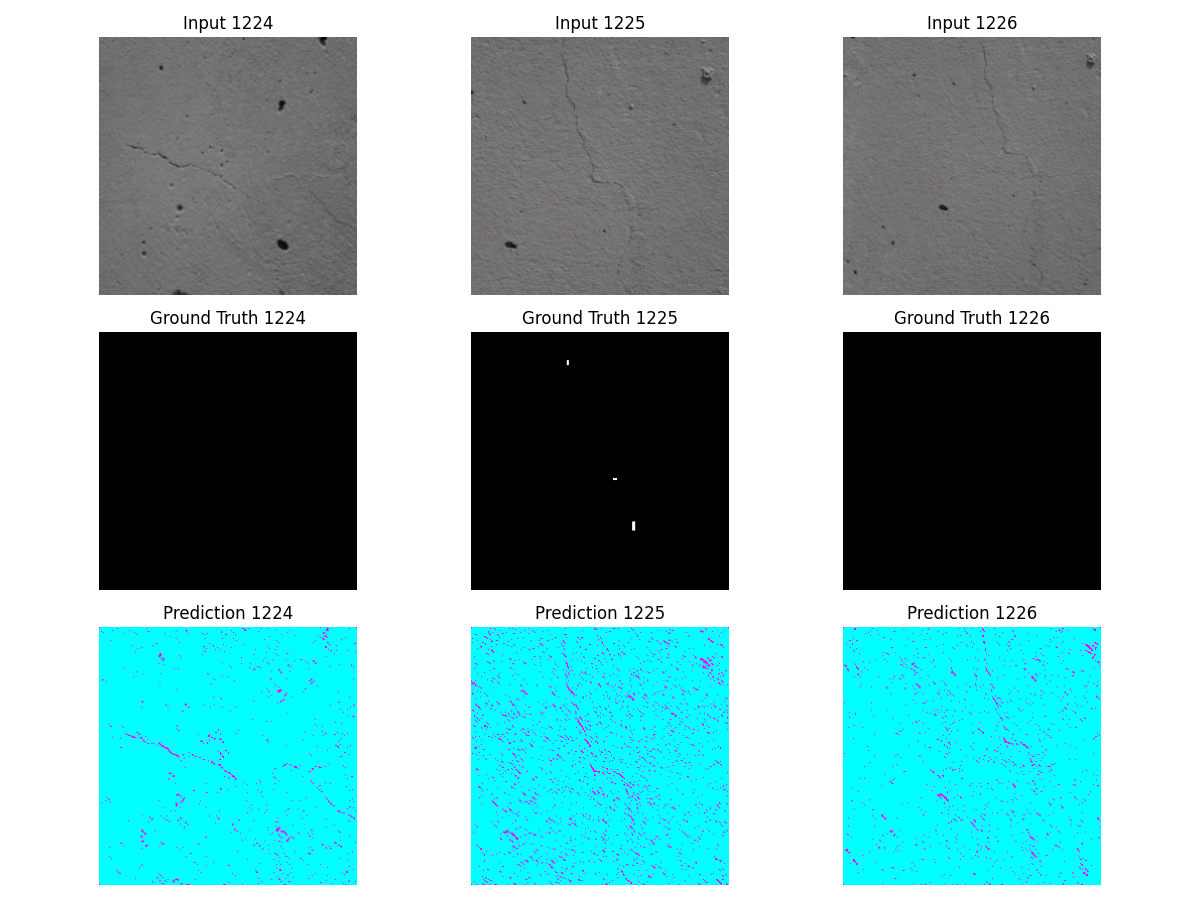 Input 1224
Input 1225
Input 1226
Ground Truth 1224
Ground Truth 1225
Ground Truth 1226
Prediction 1224
Prediction 1225
Prediction 1226